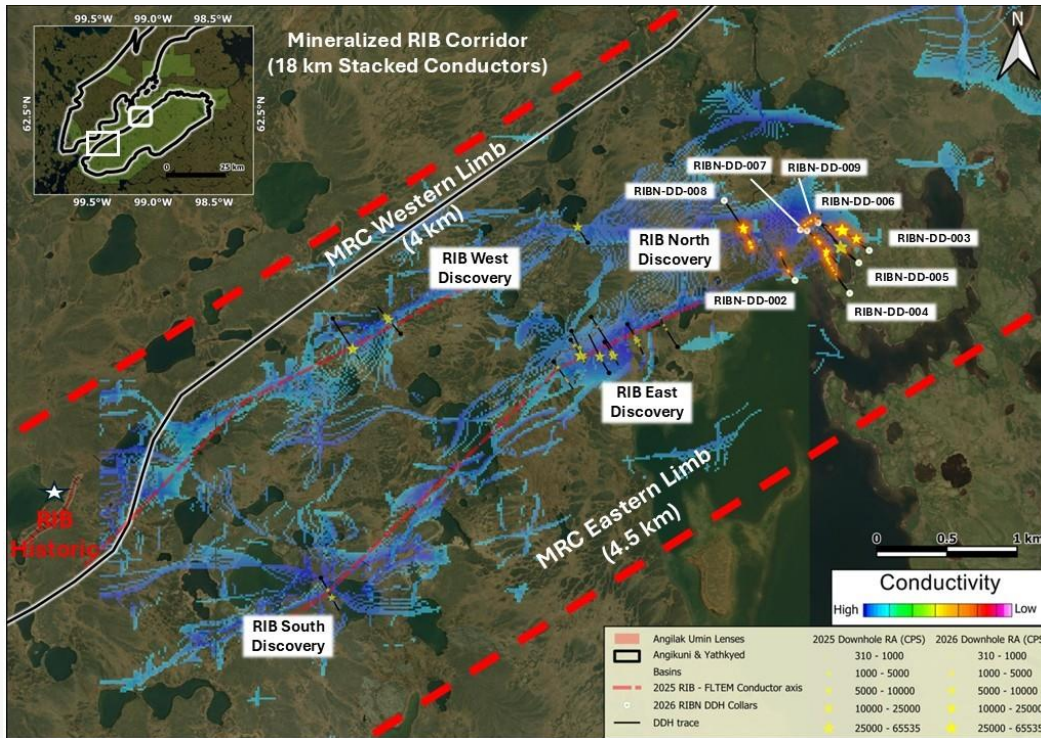 99.5°W 99.0°W 98.5°W
62.5°N
62.5°N
0 25 km
99.5°W 99.0°W 98.5°W
Mineralized RIB Corridor
(18 km Stacked Conductors)
N
MRC Western Limb
(4 km)
RIBN-DD-007
RIBN-DD-009
RIBN-DD-008
RIBN-DD-006
RIBN-DD-003
RIBN-DD-005
RIBN-DD-004
RIBN-DD-002
RIB West
Discovery
RIB North
Discovery
RIB East
Discovery
MRC Eastern Limb
(4.5 km)
RIB
Historic
RIB South
Discovery
0 0.5 1 km
Conductivity
High Low
Angilak Umin Lenses
Angikuni & Yathkyed
Basins
2025 RIB - FLTEM Conductor axis
2026 RIBN DDH Collars
DDH trace
2025 Downhole RA (CPS)
310 - 1000
1000 - 5000
5000 - 10000
10000 - 25000
25000 - 65535
2026 Downhole RA (CPS
310 - 1000
1000 - 5000
5000 - 10000
10000 - 25000
25000 - 65535